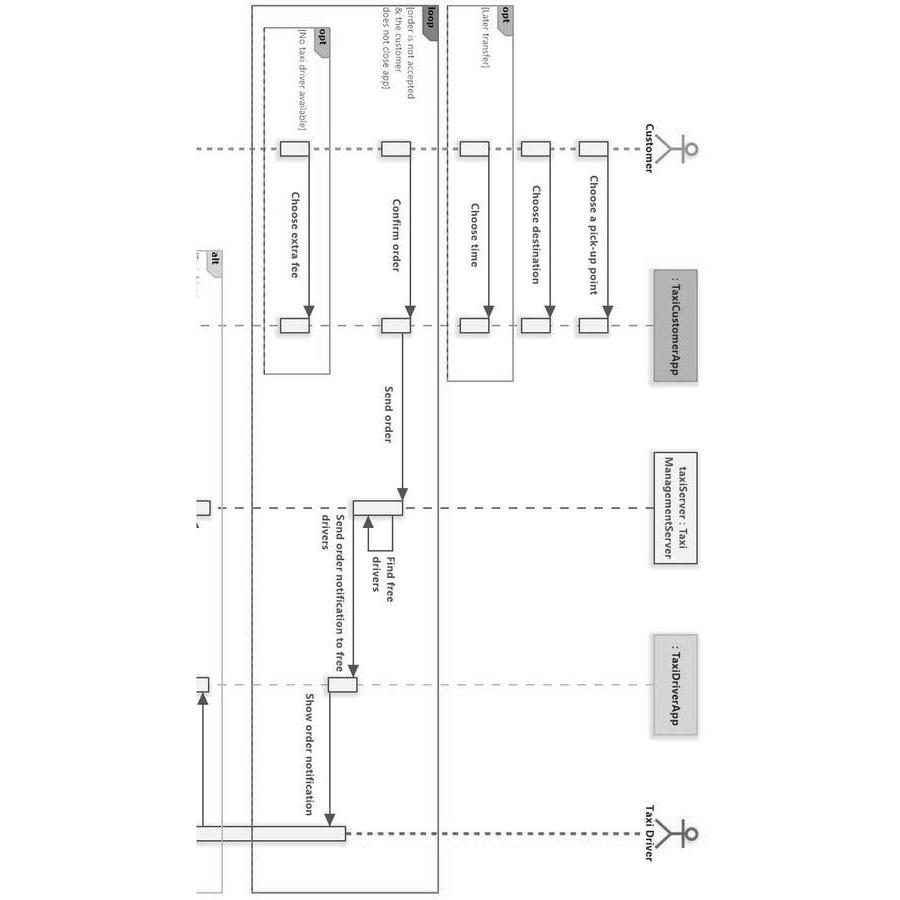 Customer
: TaxiCustomerApp
taxiServer : Taxi
ManagementServer
: TaxiDriverApp
Taxi Driver
Choose a pick-up point
Choose destination
opt
[Later transfer]
Choose time
loop
[order is not accepted
& the customer
does not close app]
Confirm order
Send order
Find free
drivers
Send order notification to free
drivers
opt
[No taxi driver available]
Choose extra fee
Show order notification
alt